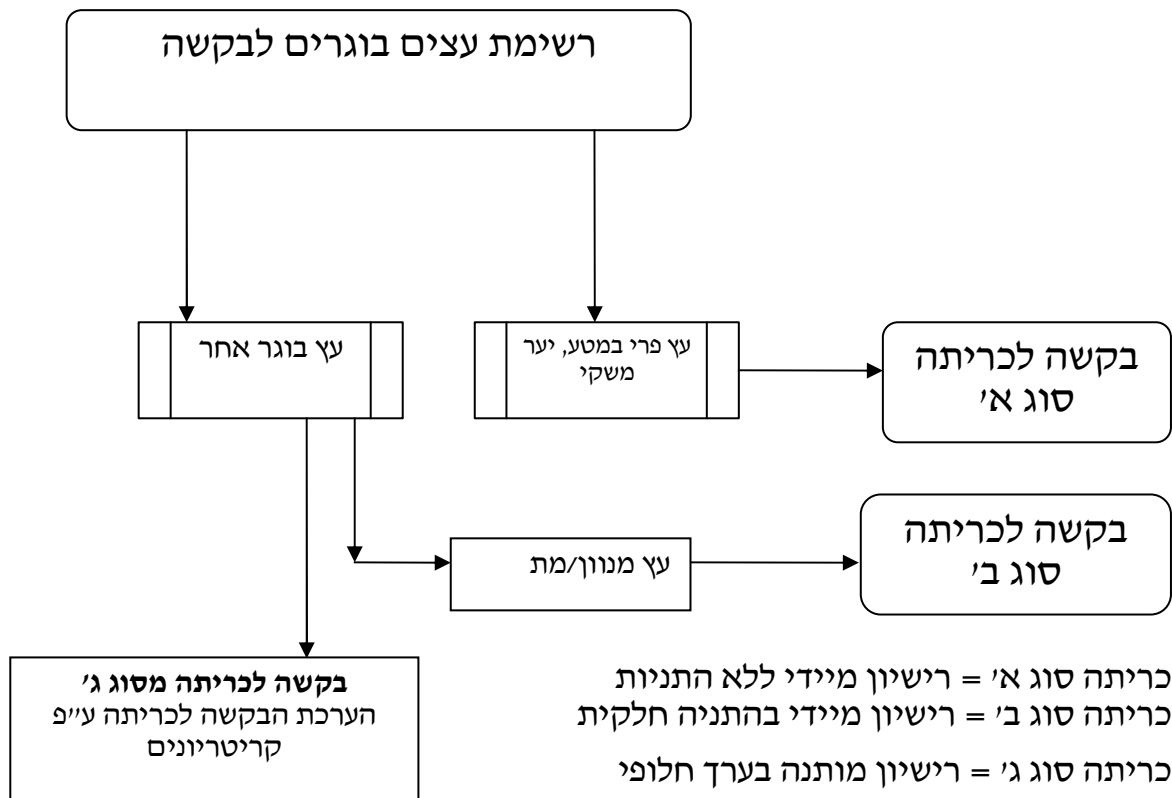 רשימת עצים בוגרים לבקשה
עץ פרי במטע, יער
משקי
עץ בוגר אחר
בקשה לכריתה
סוג א'
עץ מנוון/מת
בקשה לכריתה
סוג ב'
בקשה לכריתה מסוג ג'
הערכת הבקשה לכריתה ע"פ
קריטריונים
כריתה סוג א' = רישיון מיידי ללא התניות
כריתה סוג ב' = רישיון מיידי בהתניה חלקית
כריתה סוג ג' = רישיון מותנה בערך חלופי